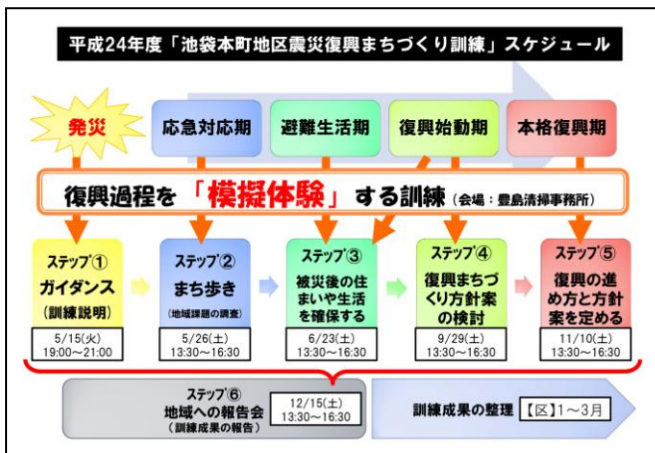 平成24年度「池袋本町地区震災復興まちづくり訓練」スケジュール
発災
応急対応期
避難生活期
復興始動期
本格復興期
復興過程を「模擬体験」する訓練(会場:豊島清掃事務所)
ステップ①
ガイダンス
(訓練説明)
5/15(火)
19:00~21:00
ステップ②
まち歩き
(地域課題の調査)
5/26(土)
13:30~16:30
ステップ③
被災後の住
まいや生活
を確保する
6/23(土)
13:30~16:30
ステップ④
復興まちづ
くり方針案
の検討
9/29(土)
13:30~16:30
ステップ⑤
復興の進
め方と方針
案を定める
11/10(土)
13:30~16:30
ステップ⑥
地域への報告会
(訓練成果の報告)
12/15(土)
13:30~16:30
訓練成果の整理
【区】1~3月